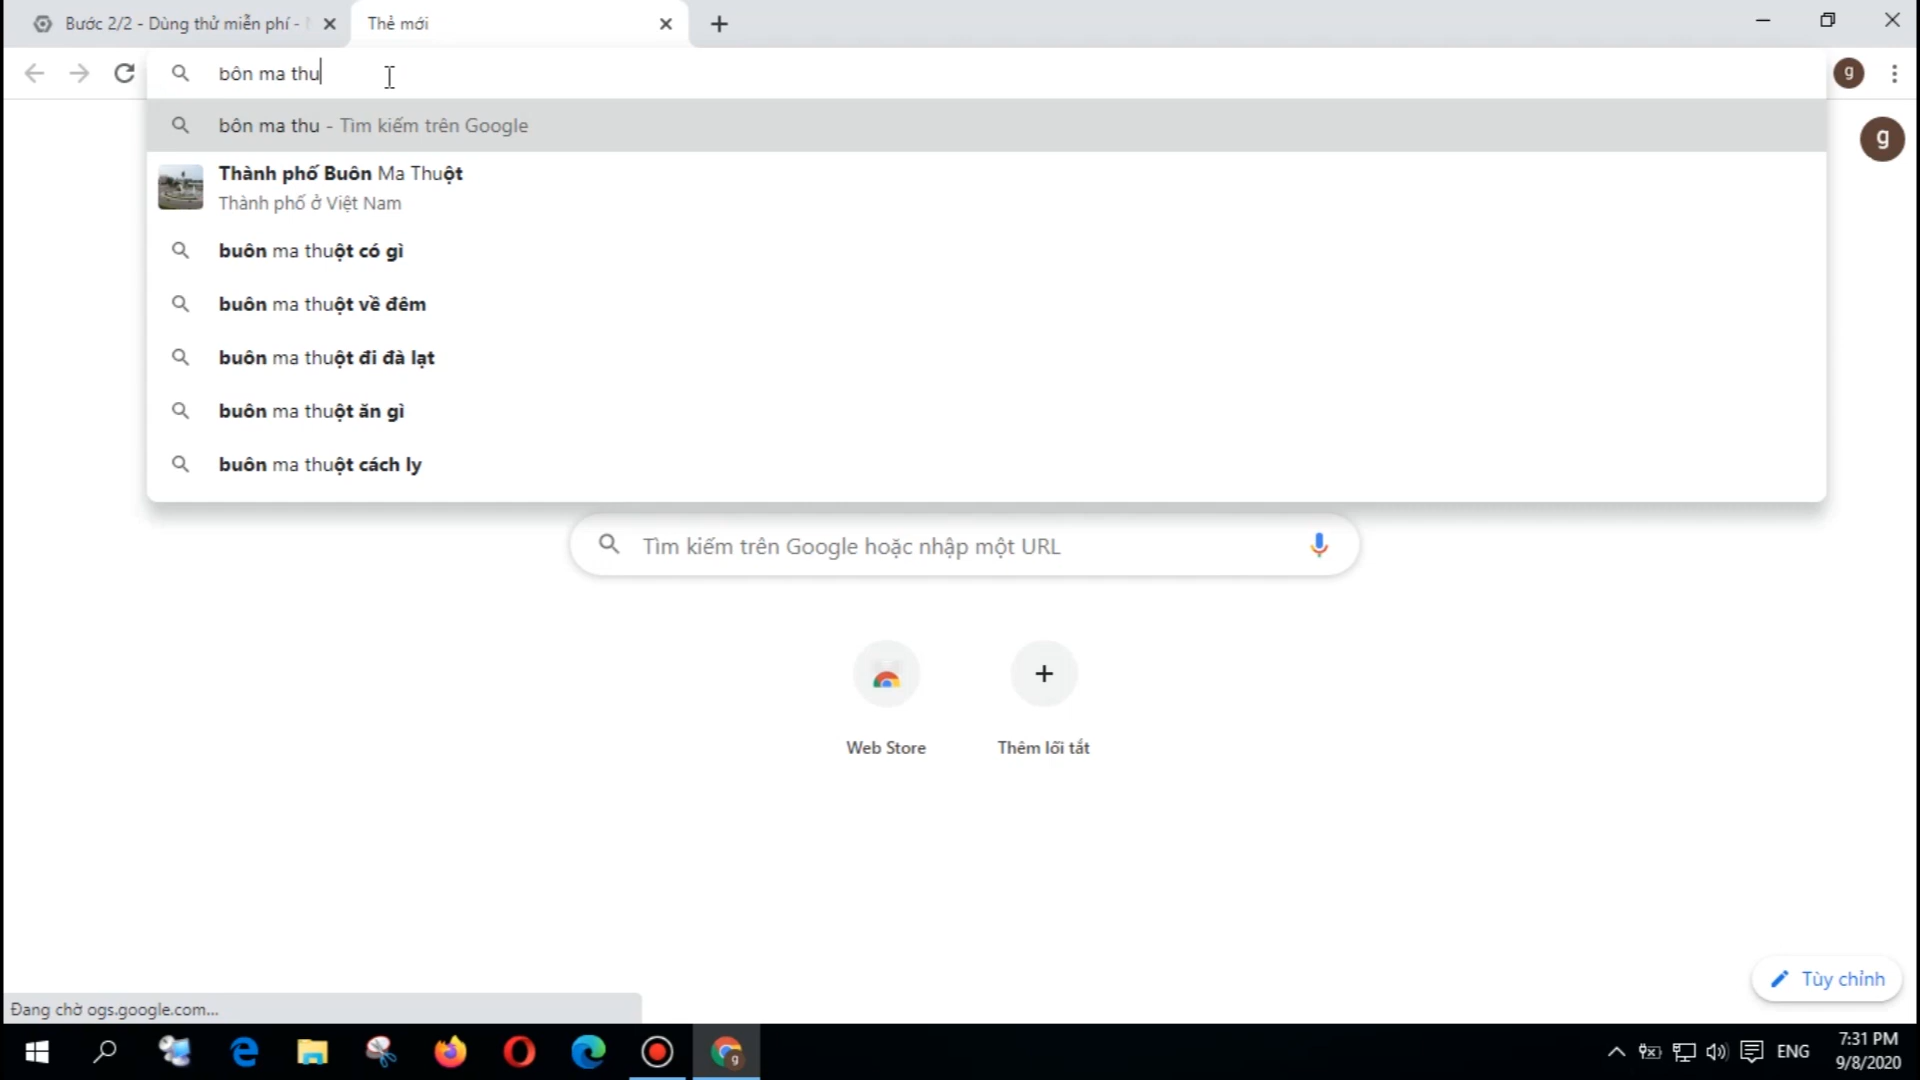 Bước 2/2 - Dùng thử miễn phí -
Thẻ mới
bôn ma thu
g
bôn ma thu - Tìm kiếm trên Google
g
Thành phố Buôn Ma Thuột
Thành phố ở Việt Nam
buôn ma thuột có gì
buôn ma thuột về đêm
buôn ma thuột đi đà lạt
buôn ma thuột ăn gì
buôn ma thuột cách ly
Tìm kiếm trên Google hoặc nhập một URL
Web Store
Thêm lối tắt
Tùy chỉnh
Đang chờ ogs.google.com...
g
ENG
7:31 PM
9/8/2020